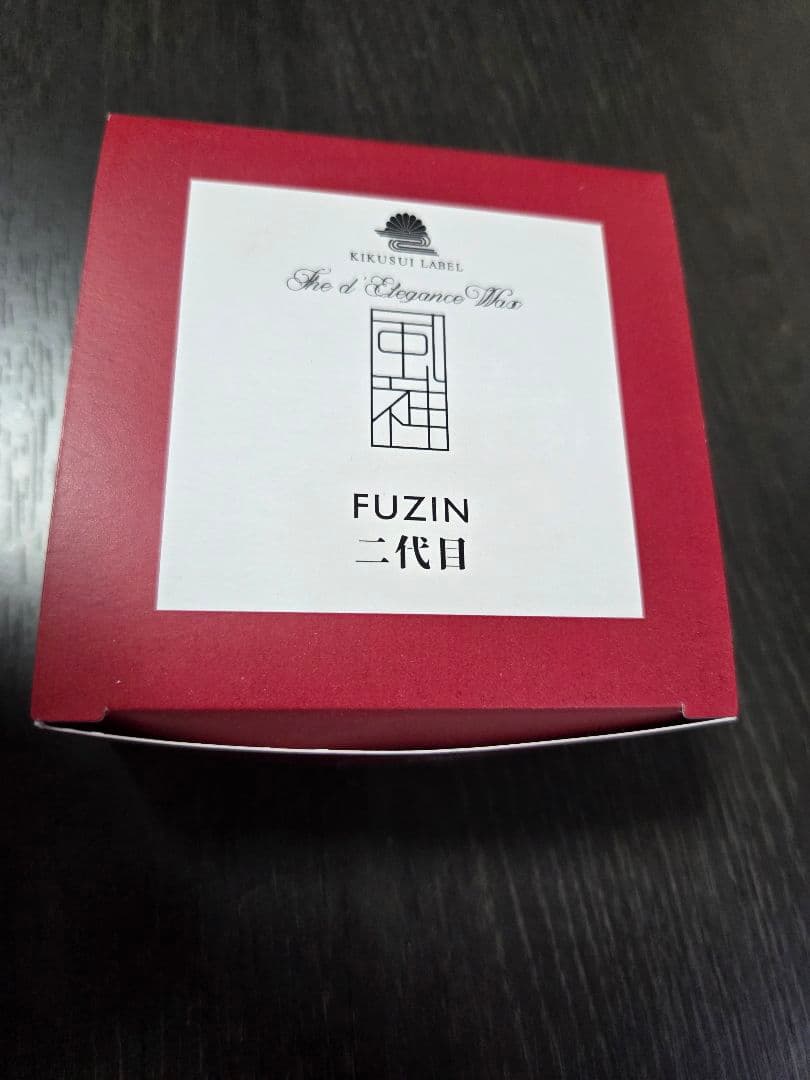 KIKUSUI LABEL
The d'Elegance Wax
風神
FUZIN
二代目